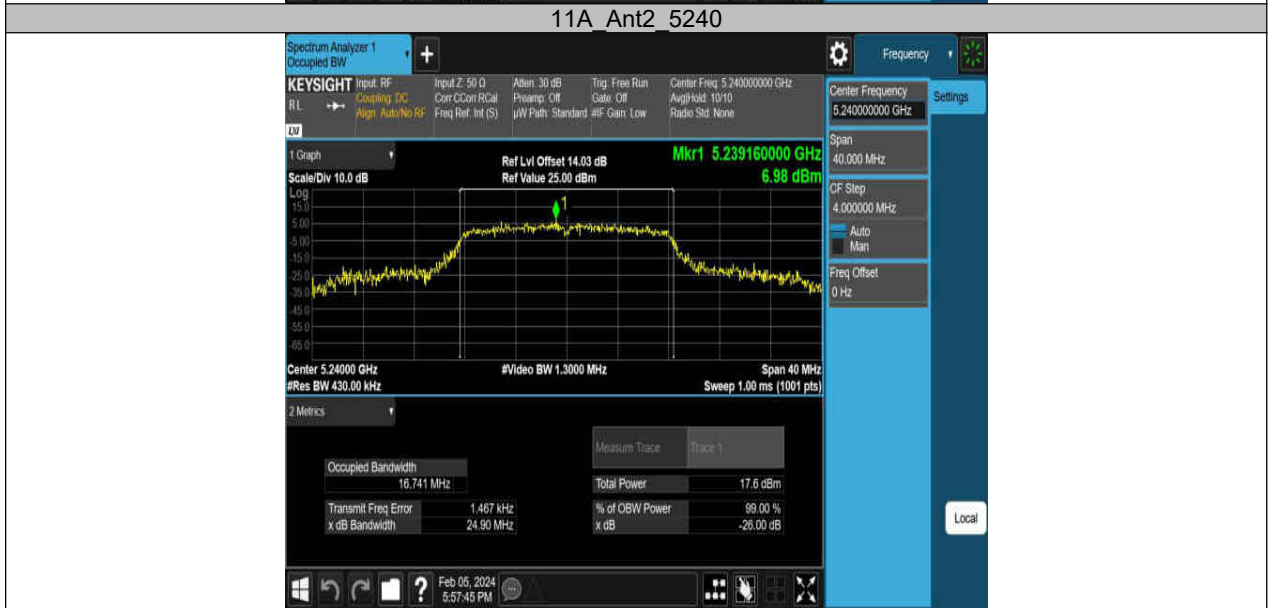 11A_Ant2_5240
Spectrum Analyzer 1
Occupied BW
+
Frequency
KEYSIGHT
RL
LXI
Input: RF
Coupling: DC
Align: Auto/No RF
Input Z: 50 Ω
Corr CCorr RCal
Freq Ref: Int (S)
Atten: 30 dB
Preamp: Off
µW Path: Standard
Trig: Free Run
Gate: Off
#IF Gain: Low
Center Freq: 5.240000000 GHz
Avg|Hold: 10/10
Radio Std: None
Center Frequency
5.240000000 GHz
Settings
Span
40.000 MHz
CF Step
4.000000 MHz
Auto
Man
Freq Offset
0 Hz
Local
1 Graph
Scale/Div 10.0 dB
Ref Lvl Offset 14.03 dB
Ref Value 25.00 dBm
Mkr1 5.239160000 GHz
6.98 dBm
Log
15.0
5.00
-5.00
-15.0
-25.0
-35.0
-45.0
-55.0
-65.0
1
Center 5.24000 GHz
#Video BW 1.3000 MHz
Span 40 MHz
#Res BW 430.00 kHz
Sweep 1.00 ms (1001 pts)
2 Metrics
Measure Trace
Trace 1
Occupied Bandwidth
16.741 MHz
Total Power
17.6 dBm
Transmit Freq Error
1.467 kHz
% of OBW Power
99.00 %
x dB Bandwidth
24.90 MHz
x dB
-26.00 dB
?
Feb 05, 2024
5:57:45 PM